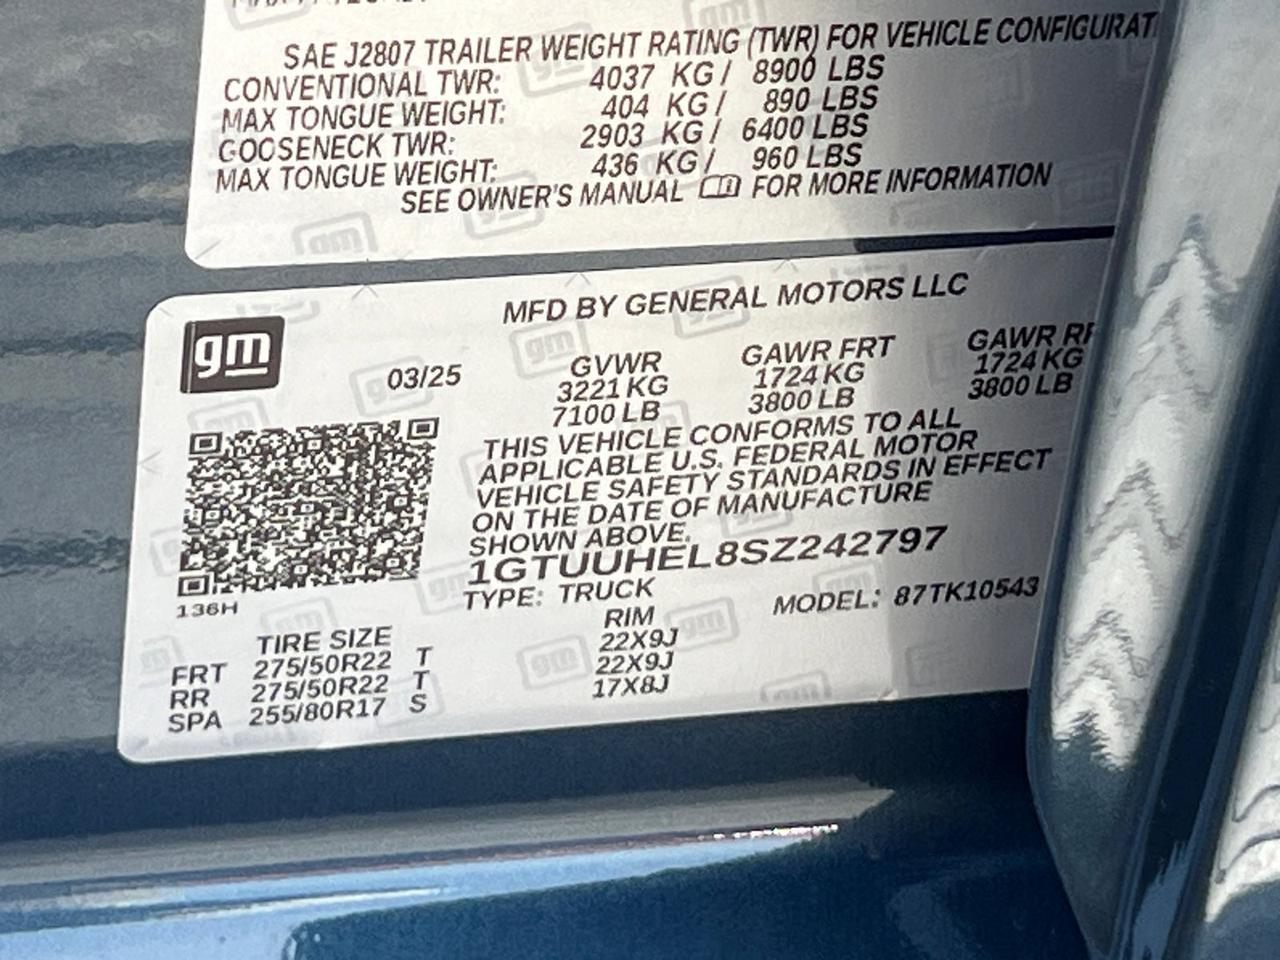 SAE J2807 TRAILER WEIGHT RATING (TWR) FOR VEHICLE
CONVENTIONAL TWR: 4037 KG / 8900 LBS
MAX TONGUE WEIGHT: 404 KG / 890 LBS
GOOSENECK TWR: 2903 KG / 6400 LBS
MAX TONGUE WEIGHT: 436 KG / 960 LBS
SEE OWNER'S MANUAL FOR MORE INFORMATION
MFD BY GENERAL MOTORS LLC
gm
03/25
GVWR GAWR FRT GAWR
3221 KG 1724 KG 1724 KG
7100 LB 3800 LB 3800 LB
THIS VEHICLE CONFORMS TO ALL
APPLICABLE U.S. FEDERAL MOTOR
VEHICLE SAFETY STANDARDS IN EFFECT
ON THE DATE OF MANUFACTURE
SHOWN ABOVE.
1GTUUHEL8SZ242797
TYPE: TRUCK MODEL: 87TK10543
136H
TIRE SIZE RIM
FRT 275/50R22 T 22X9J
RR 275/50R22 T 22X9J
SPA 255/80R17 S 17X8J